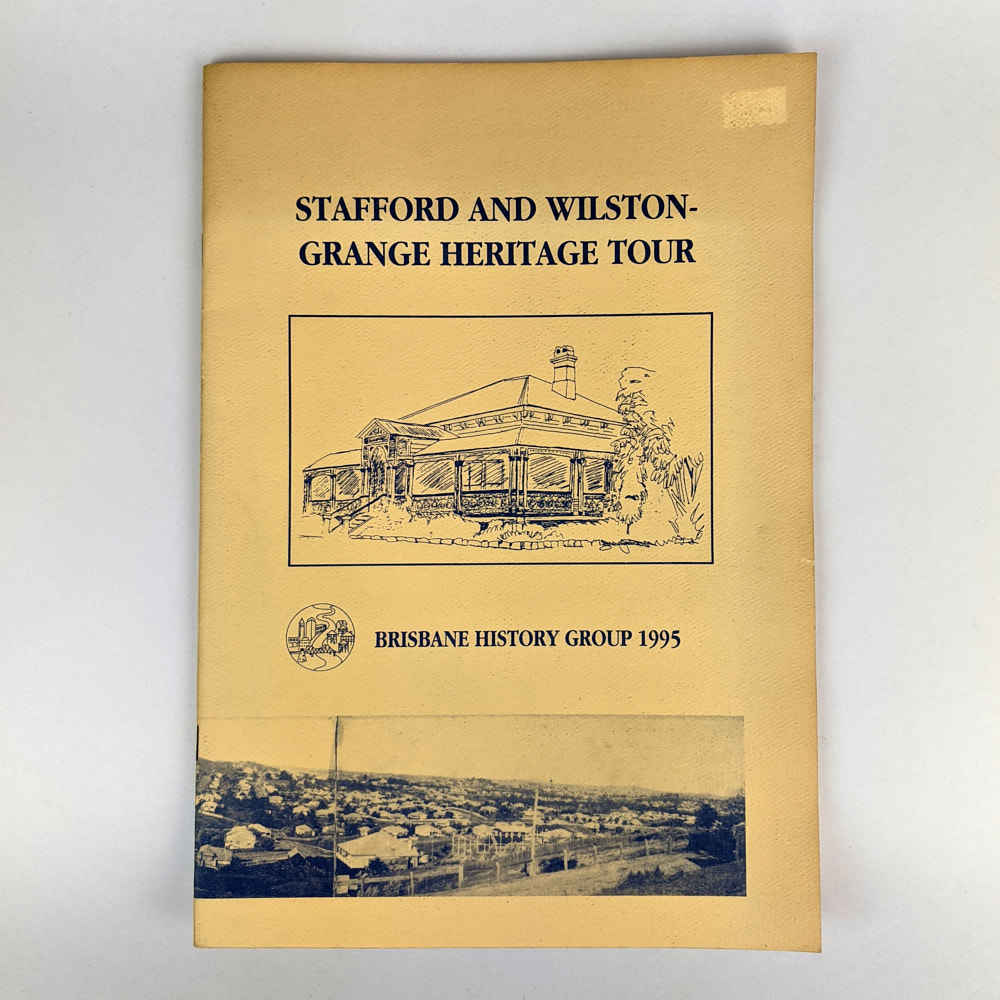 STAFFORD AND WILSTON-
GRANGE HERITAGE TOUR
BRISBANE HISTORY GROUP 1995